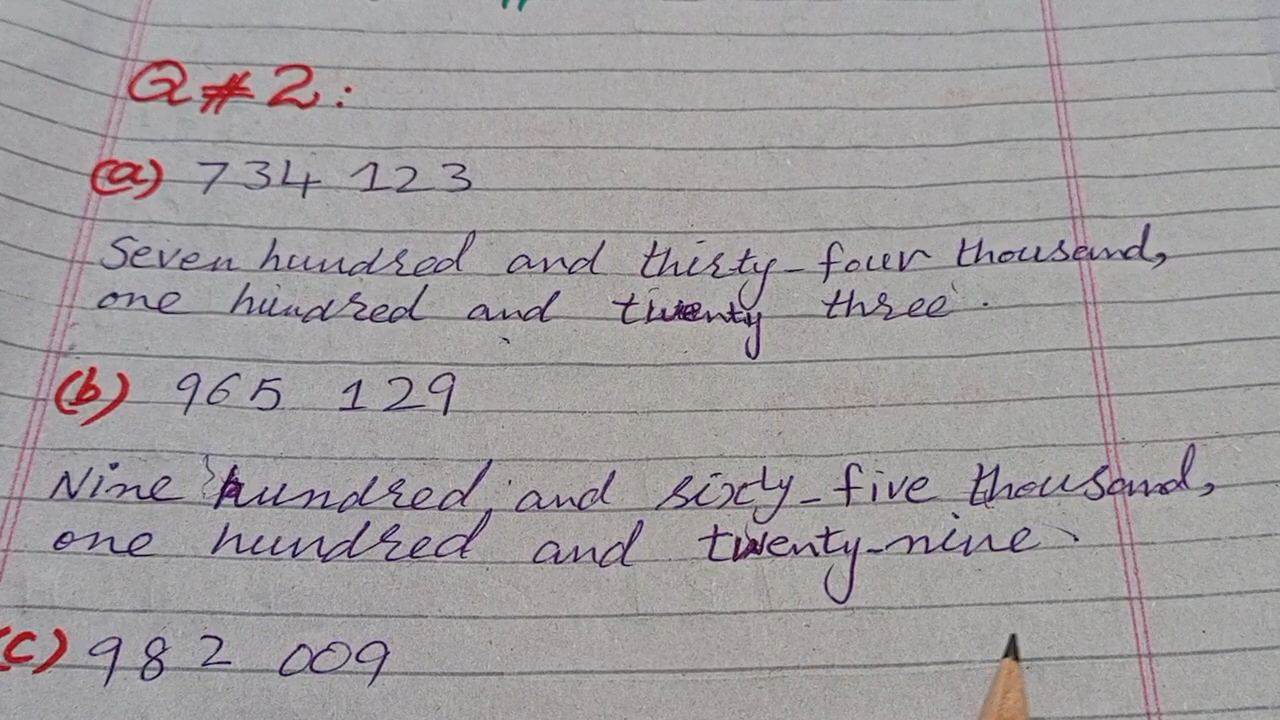 Q#2:
(a) 734 123
Seven hundred and thirty-four thousand,
one hundred and twenty three.
(b) 965 129
Nine hundred and sixty-five thousand,
one hundred and twenty-nine.
(c) 982 009